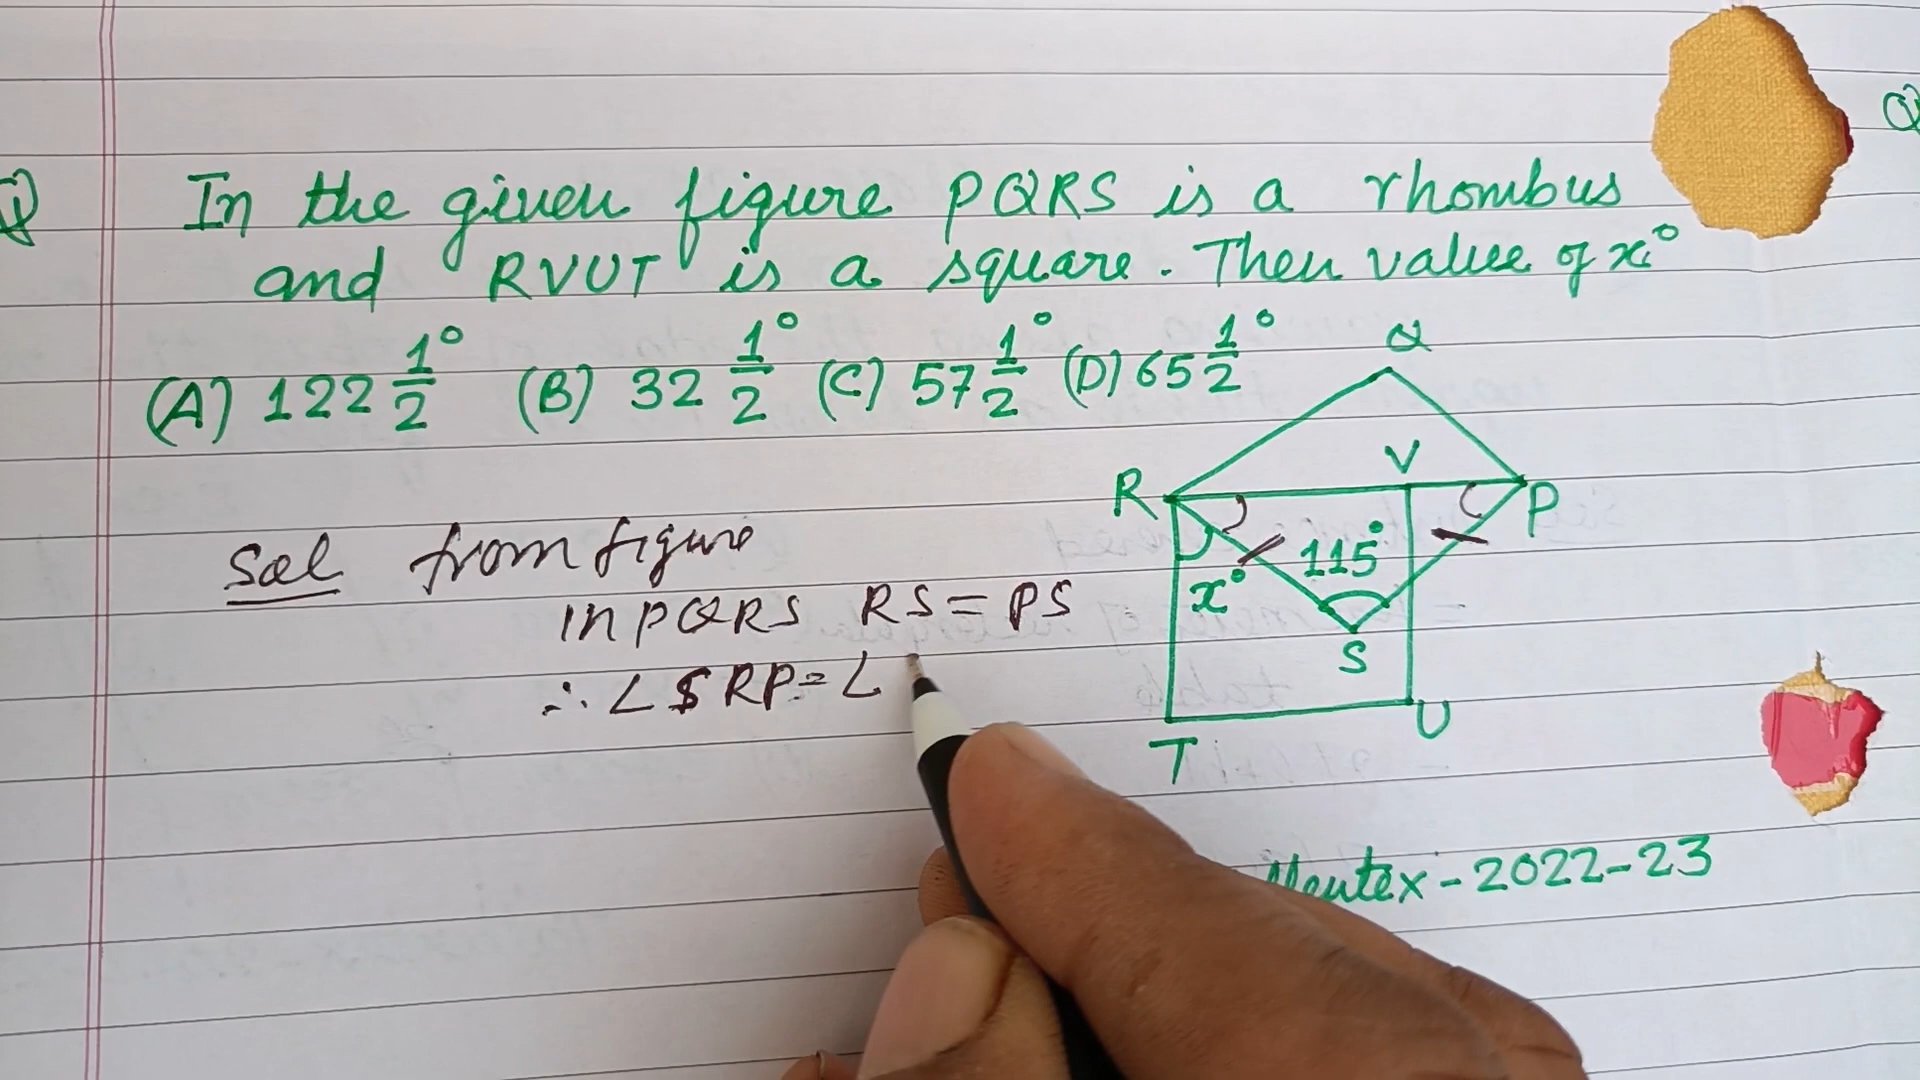 Q In the given figure PQRS is a rhombus
and RVUT is a square. Then value of x°
(A) 122 1/2° (B) 32 1/2° (C) 57 1/2° (D) 65 1/2°
Q
V
R
P
115°
x°
S
U
T
Sol from figure
In PQRS RS = PS
∴ ∠SRP = ∠
-2022-23
Q